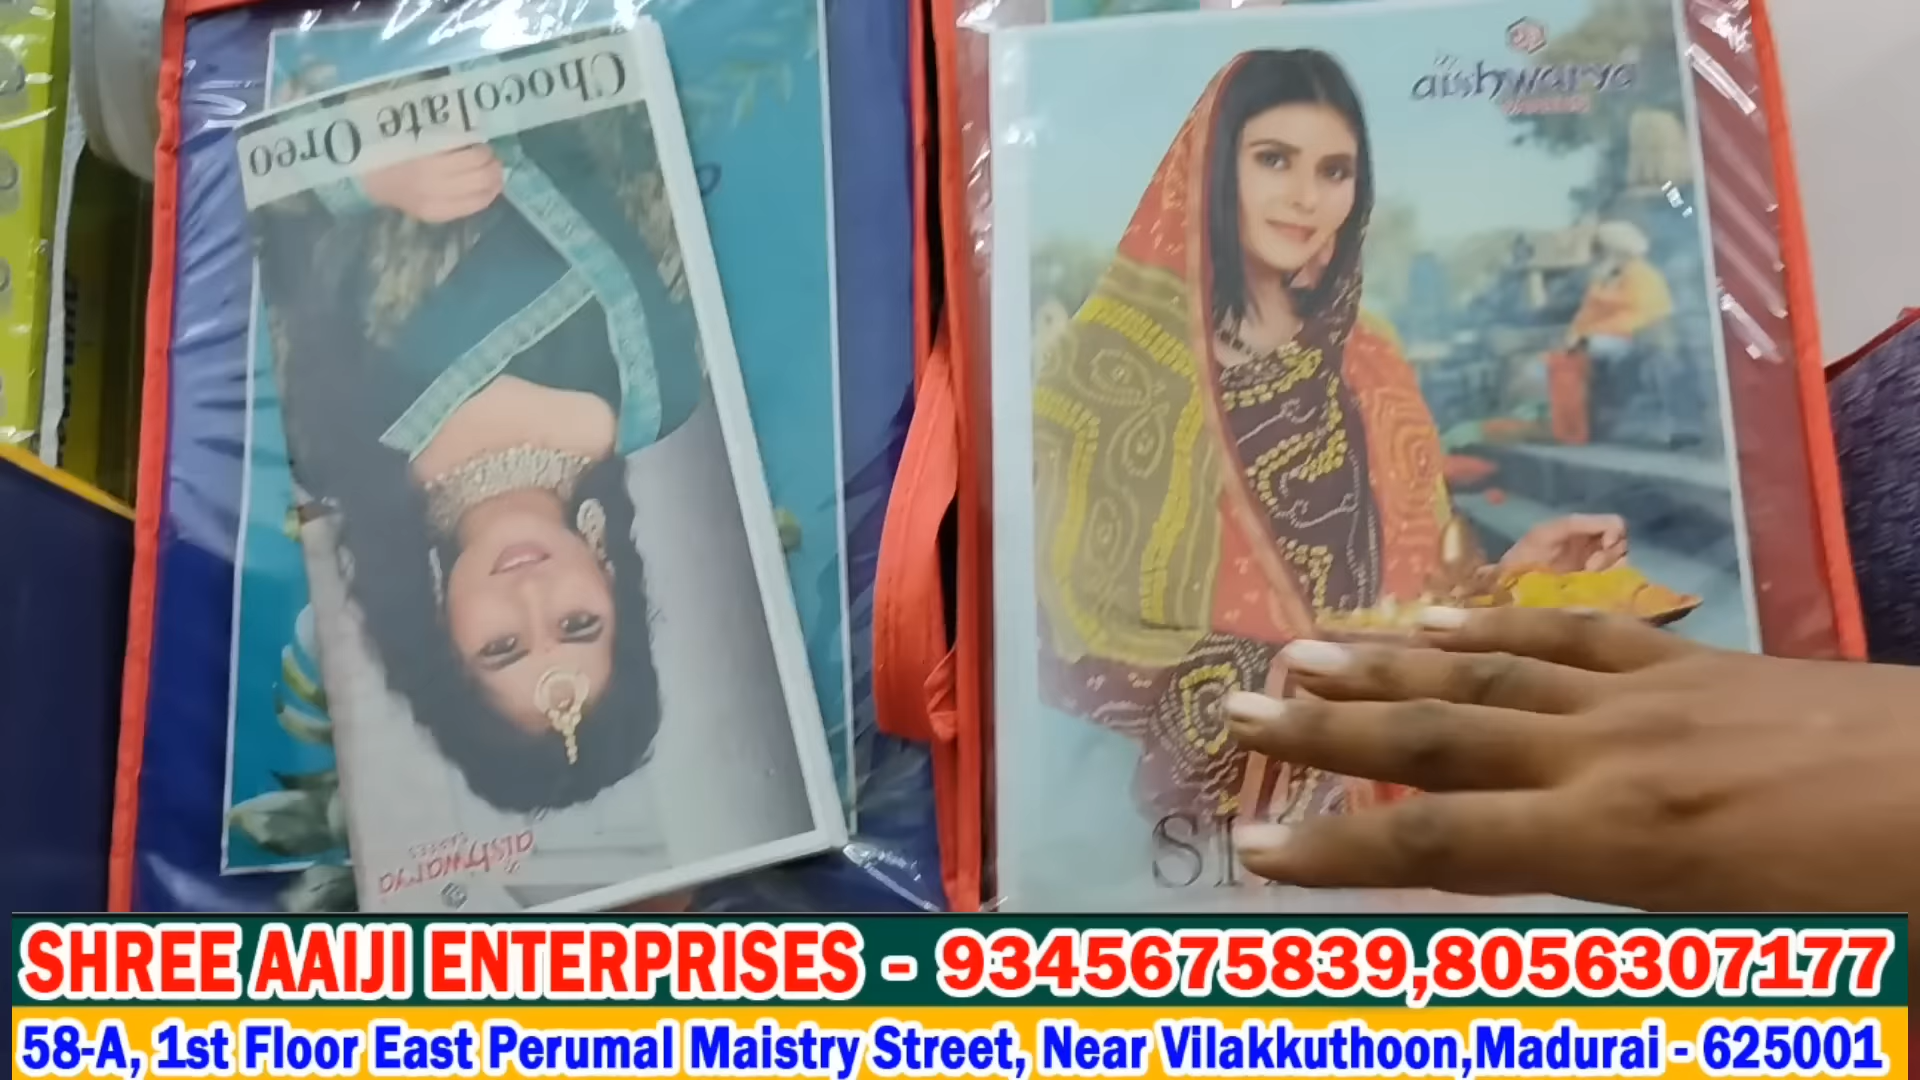 Chocolate Oreo
aishwarya
SAREES
aishwarya
SHREE AAIJI ENTERPRISES - 9345675839,8056307177
58-A, 1st Floor East Perumal Maistry Street, Near Vilakkuthoon,Madurai - 625001